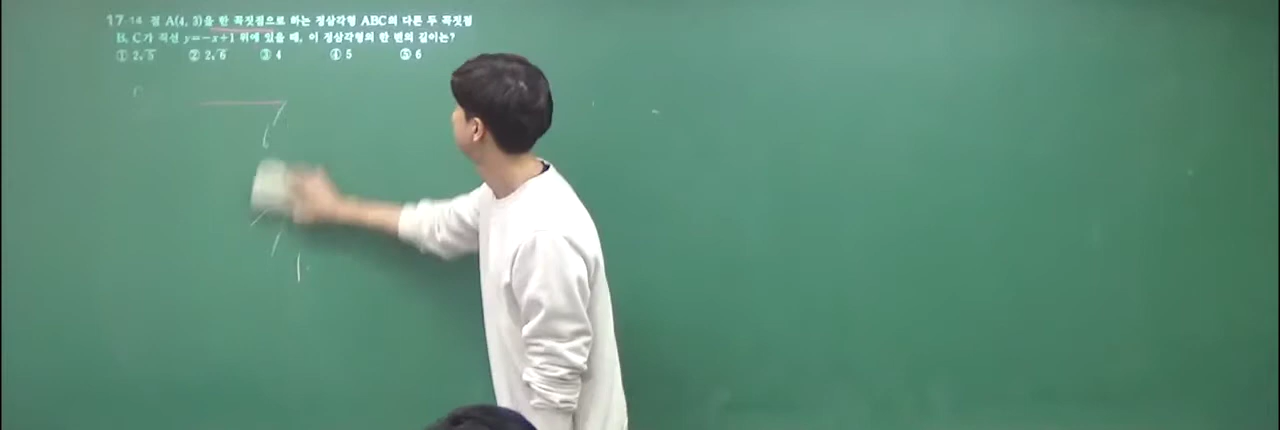 17-14 점 A(4, 3)을 한 꼭짓점으로 하는 정삼각형 ABC의 다른 두 꼭짓점
B, C가 직선 y=-x+1 위에 있을 때, 이 정삼각형의 한 변의 길이는?
① 2√5 ② 2√6 ③ 4 ④ 5 ⑤ 6